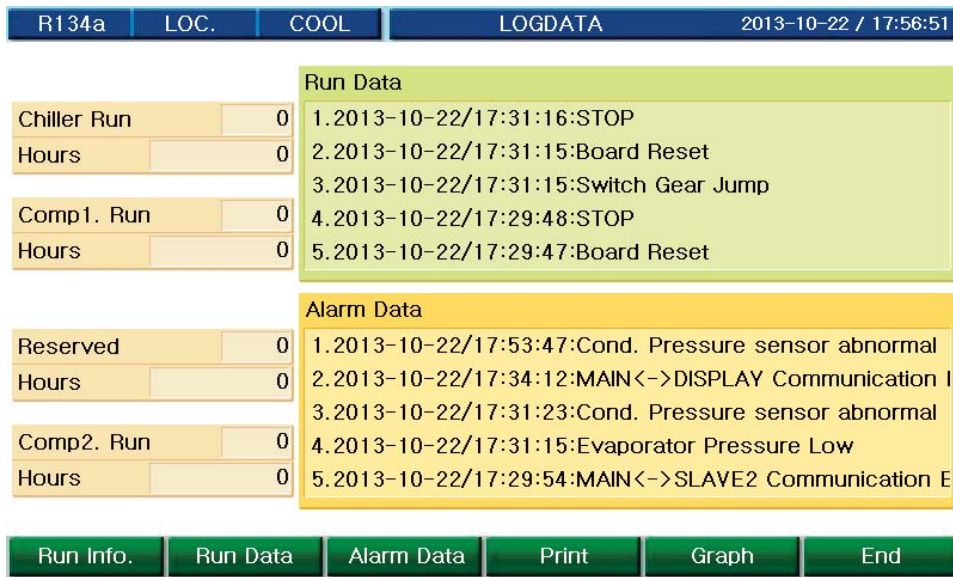 R134a LOC. COOL LOGDATA 2013-10-22 / 17:56:51
Chiller Run 0
Hours 0
Comp1. Run 0
Hours 0
Run Data
1.2013-10-22/17:31:16:STOP
2.2013-10-22/17:31:15:Board Reset
3.2013-10-22/17:31:15:Switch Gear Jump
4.2013-10-22/17:29:48:STOP
5.2013-10-22/17:29:47:Board Reset
Reserved 0
Hours 0
Comp2. Run 0
Hours 0
Alarm Data
1.2013-10-22/17:53:47:Cond. Pressure sensor abnormal
2.2013-10-22/17:34:12:MAIN<->DISPLAY Communication
3.2013-10-22/17:31:23:Cond. Pressure sensor abnormal
4.2013-10-22/17:31:15:Evaporator Pressure Low
5.2013-10-22/17:29:54:MAIN<->SLAVE2 Communication E
Run Info. Run Data Alarm Data Print Graph End